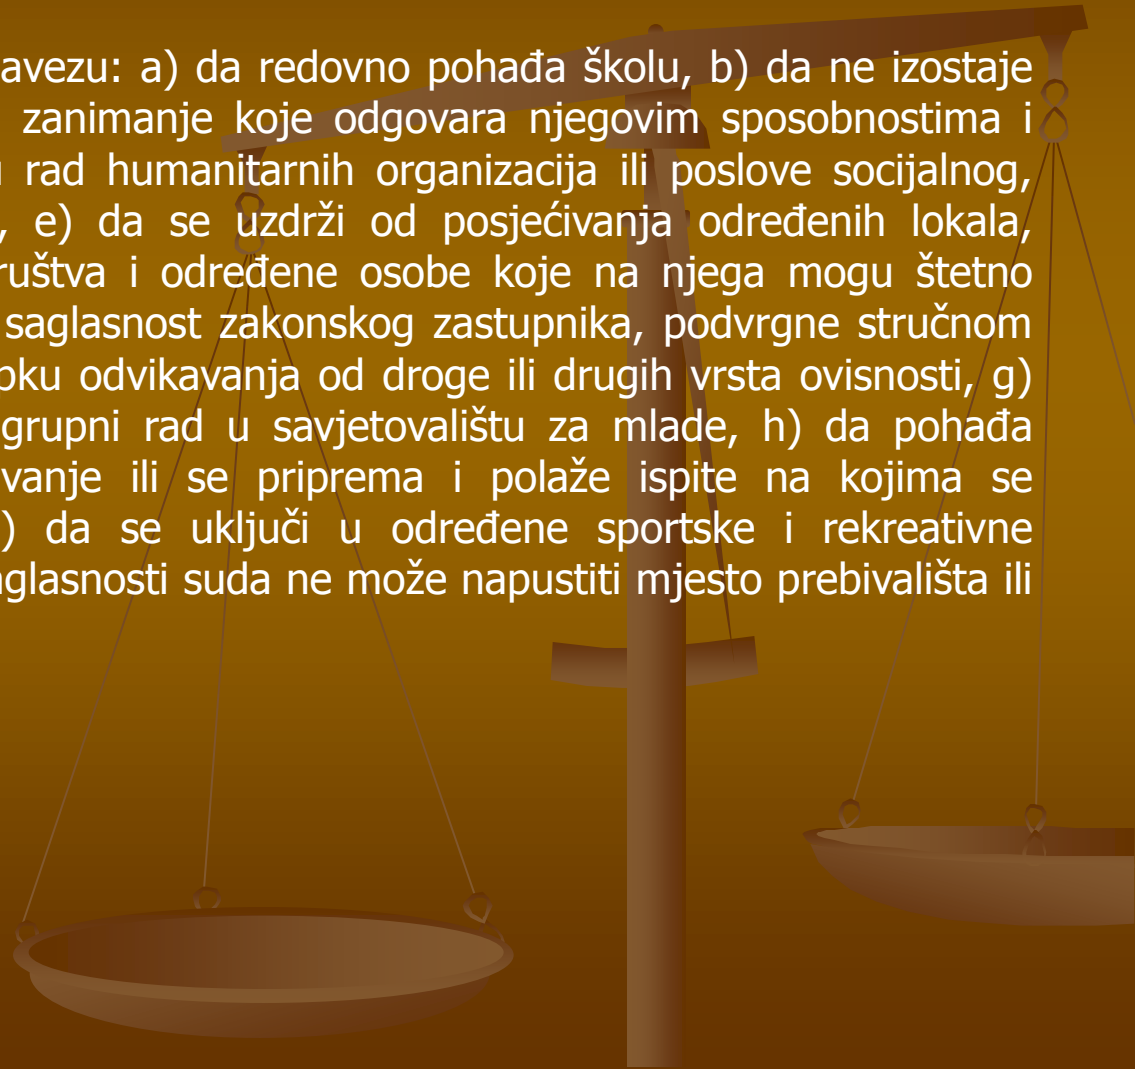 avezu: a) da redovno pohađa školu, b) da ne izostaje
zanimanje koje odgovara njegovim sposobnostima i
rad humanitarnih organizacija ili poslove socijalnog,
, e) da se uzdrži od posjećivanja određenih lokala,
ruštva i određene osobe koje na njega mogu štetno
saglasnost zakonskog zastupnika, podvrgne stručnom
pku odvikavanja od droge ili drugih vrsta ovisnosti, g)
grupni rad u savjetovalištu za mlade, h) da pohađa
vanje ili se priprema i polaže ispite na kojima se
) da se uključi u određene sportske i rekreativne
aglasnosti suda ne može napustiti mjesto prebivališta ili